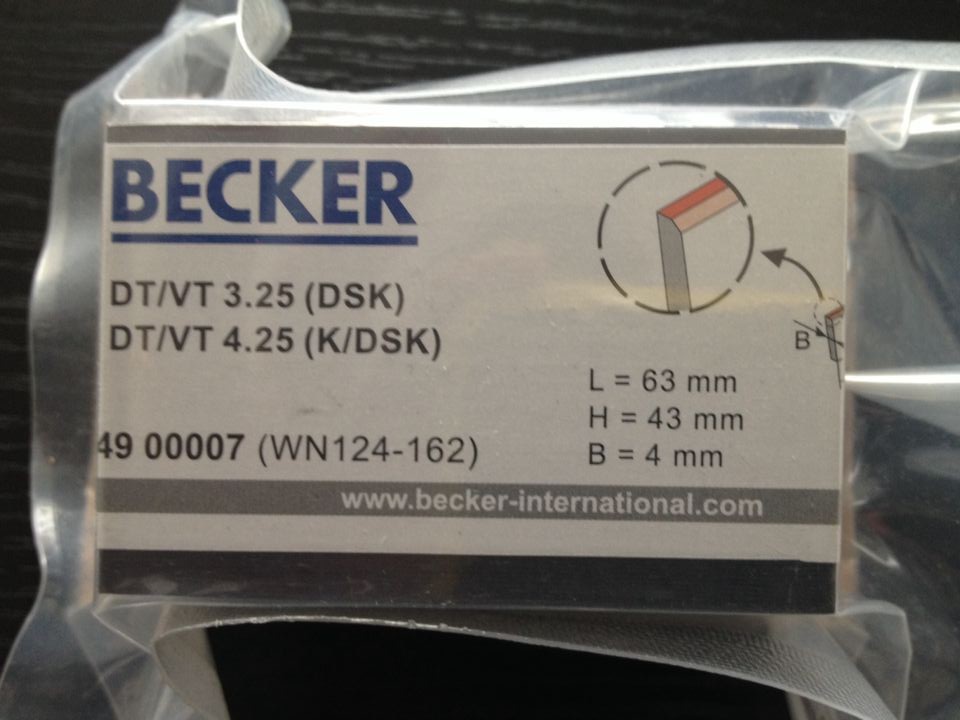 BECKER
DT/VT 3.25 (DSK)
DT/VT 4.25 (K/DSK)
B
L = 63 mm
H = 43 mm
B = 4 mm
49 00007 (WN124-162)
www.becker-international.com